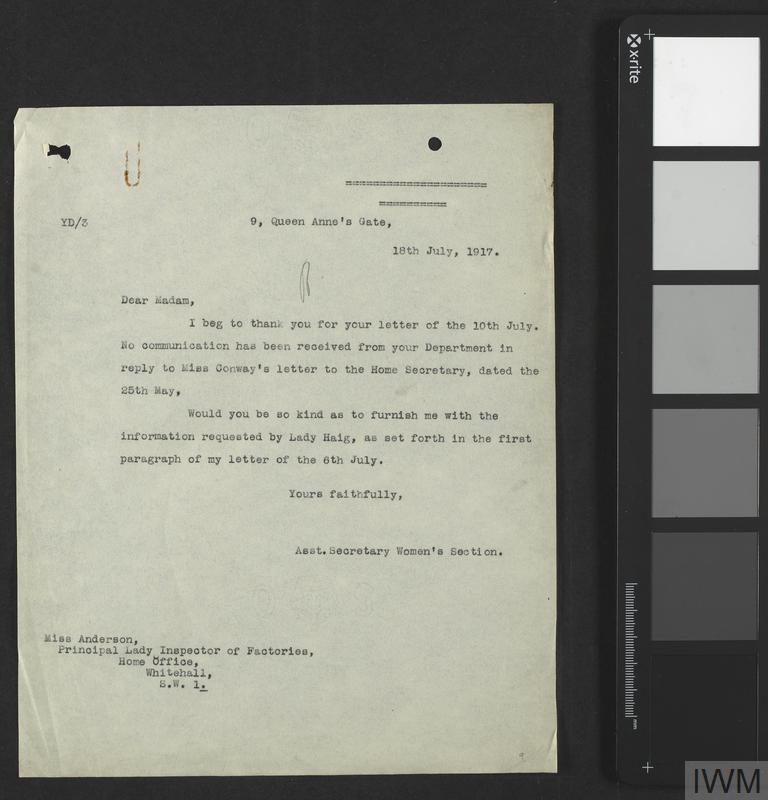 YD/3
9, Queen Anne's Gate,
18th July, 1917.
Dear Madam,
I beg to thank you for your letter of the 10th July.
No communication has been received from your Department in
reply to Miss Conway's letter to the Home Secretary, dated the
25th May,
Would you be so kind as to furnish me with the
information requested by Lady Haig, as set forth in the first
paragraph of my letter of the 6th July.
Yours faithfully,
Asst.Secretary Women's Section.
Miss Anderson,
Principal Lady Inspector of Factories,
Home Office,
Whitehall,
S.W. 1.
9
x-rite
mm
IWM